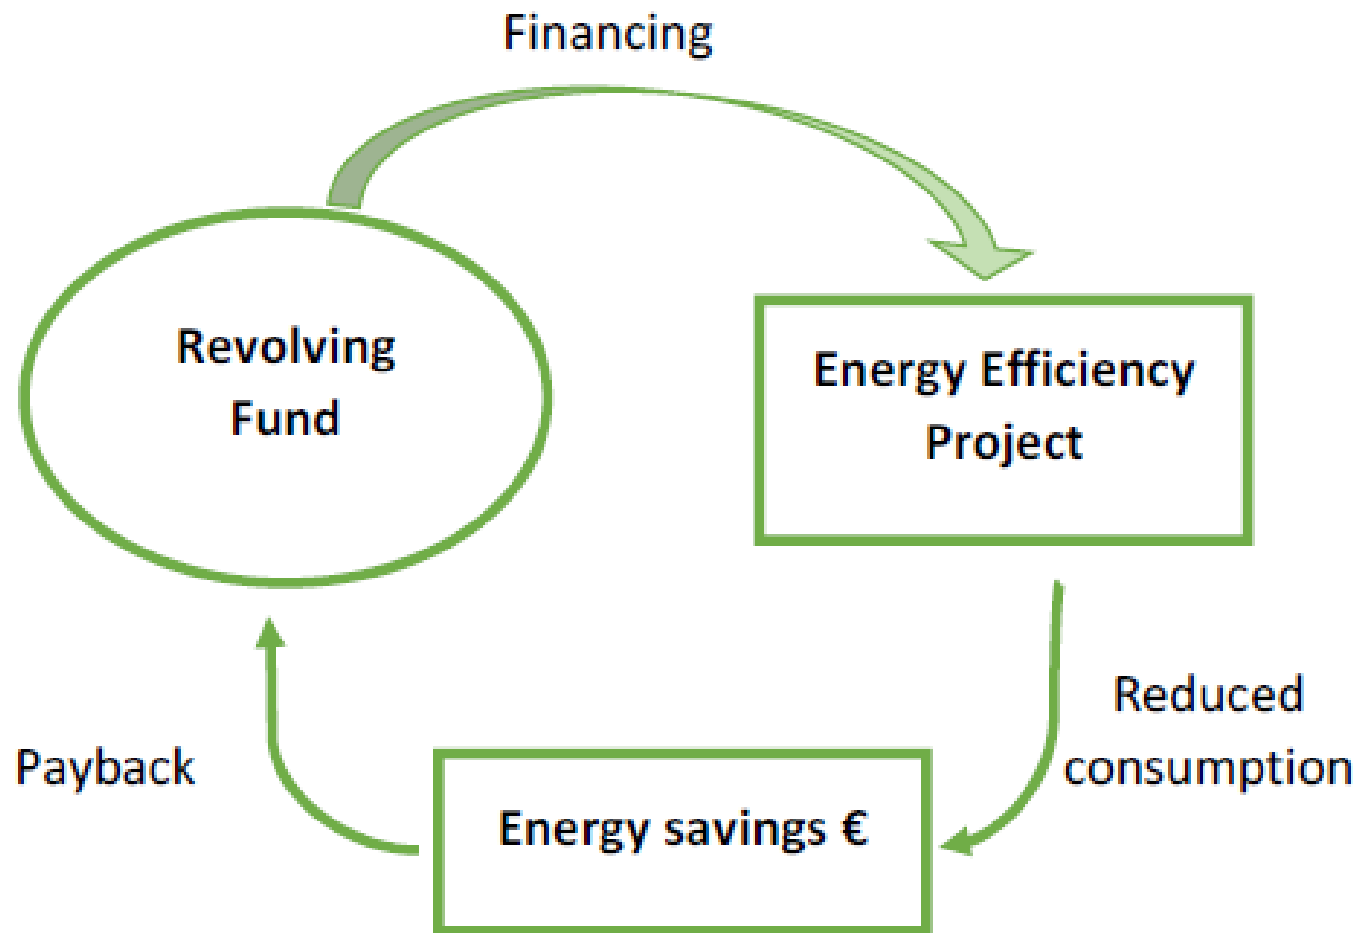 Financing
Revolving
Fund
Energy Efficiency
Project
Reduced
consumption
Energy savings €
Payback